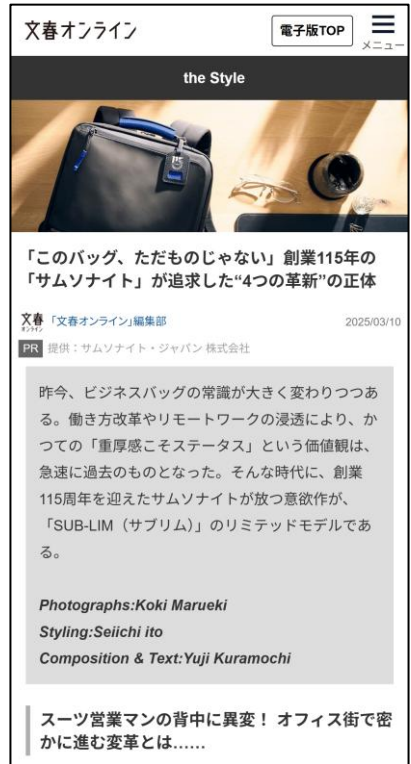 文春オンライン
電子版TOP
メニュー
the Style
「このバッグ、ただものじゃない」創業115年の
「サムソナイト」が追求した“4つの革新”の正体
文春オンライン 「文春オンライン」編集部 2025/03/10
PR 提供：サムソナイト・ジャパン 株式会社
昨今、ビジネスバッグの常識が大きく変わりつつあ
る。働き方改革やリモートワークの浸透により、か
つての「重厚感こそステータス」という価値観は、
急速に過去のものとなった。そんな時代に、創業
115周年を迎えたサムソナイトが放つ意欲作が、
「SUB-LIM（サブリム）」のリミテッドモデルであ
る。
Photographs:Koki Marueki
Styling:Seiichi ito
Composition & Text:Yuji Kuramochi
スーツ営業マンの背中に異変！ オフィス街で密
かに進む変革とは……